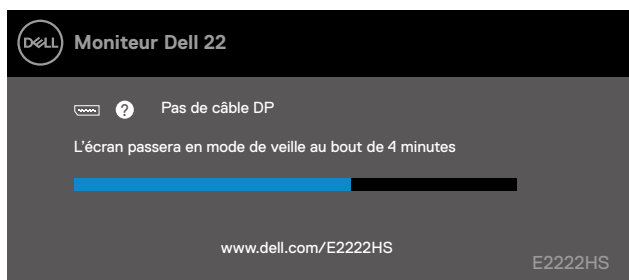 DELL Moniteur Dell 22
? Pas de câble DP
L'écran passera en mode de veille au bout de 4 minutes
www.dell.com/E2222HS
E2222HS